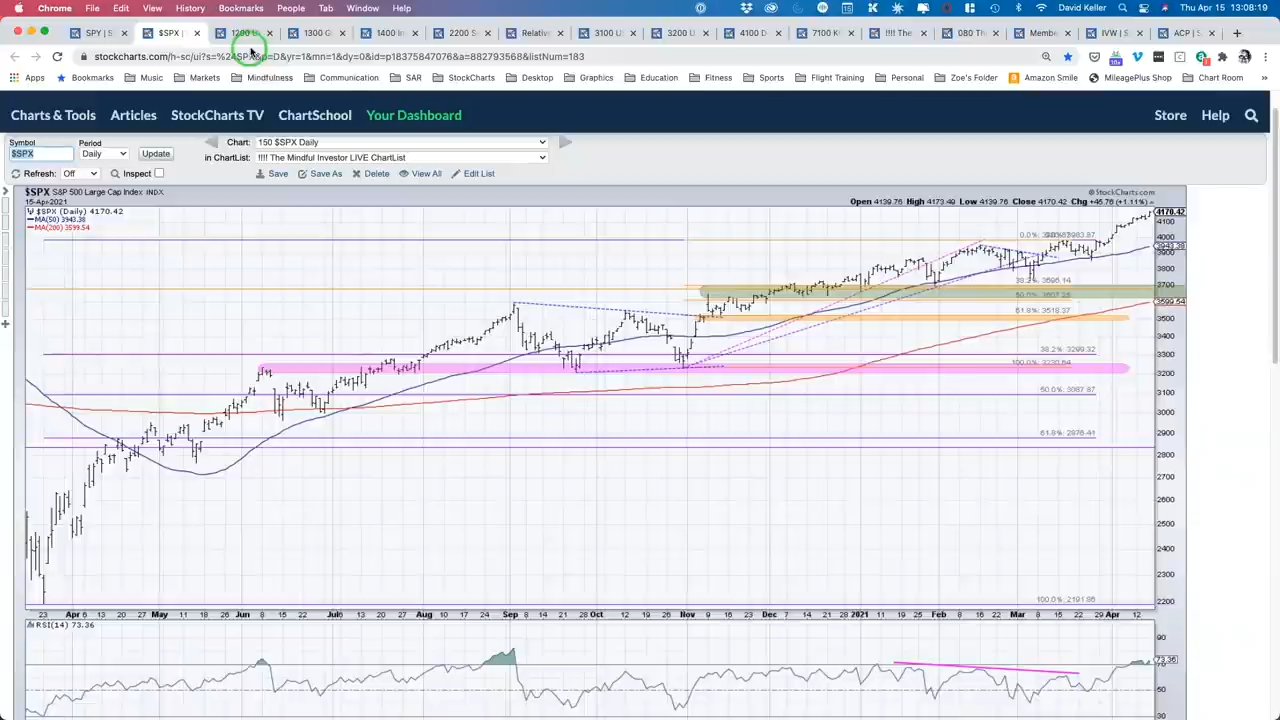 Chrome File Edit View History Bookmarks People Tab Window Help David Keller Thu Apr 15 13:08:19
SPY | S $SPX | 1200 1300 G 1400 In 2200 S Relativ 3100 US 3200 U 4100 D 7100 K !!!! The 080 Th Membe IVW | S ACP | S
stockcharts.com/h-sc/ui?s=%24SPX&p=D&yr=1&mn=1&dy=0&id=p18375847076&a=882793568&listNum=183
Apps Bookmarks Music Markets Mindfulness Communication SAR StockCharts Desktop Graphics Education Fitness Sports Flight Training Personal Zoe's Folder Amazon Smile MileagePlus Shop Chart Room »
Charts & Tools Articles StockCharts TV ChartSchool Your Dashboard Store Help
Symbol Period Chart: 150 $SPX Daily
$SPX Daily Update in ChartList: !!!! The Mindful Investor LIVE ChartList
Refresh: Off Inspect Save Save As Delete View All Edit List
$SPX S&P 500 Large Cap Index INDX © StockCharts.com
15-Apr-2021 Open 4139.76 High 4173.49 Low 4139.76 Close 4170.42 Chg +45.76 (+1.11%)
$SPX (Daily) 4170.42
MA(50) 3943.38
MA(200) 3599.54
4170.42
4100
4000
3900
3800
3700
3599.54
3500
3400
3300
3200
3100
3000
2900
2800
2700
2600
2500
2400
2300
2200
38.2%: 3696.14
50.0%: 3607.25
61.8%: 3518.37
38.2%: 3299.32
50.0%: 3087.87
61.8%: 2876.41
100.0%: 2191.86
23 Apr 6 13 20 27 May 11 18 26 Jun 8 15 22 Jul 6 13 20 27 Aug 10 17 24 Sep 8 14 21 28 Oct 12 19 26 Nov 9 16 23 Dec 7 14 21 28 2021 11 19 25 Feb 8 16 22 Mar 8 15 22 29 Apr 12
RSI(14) 73.36
90
73.36
50
30